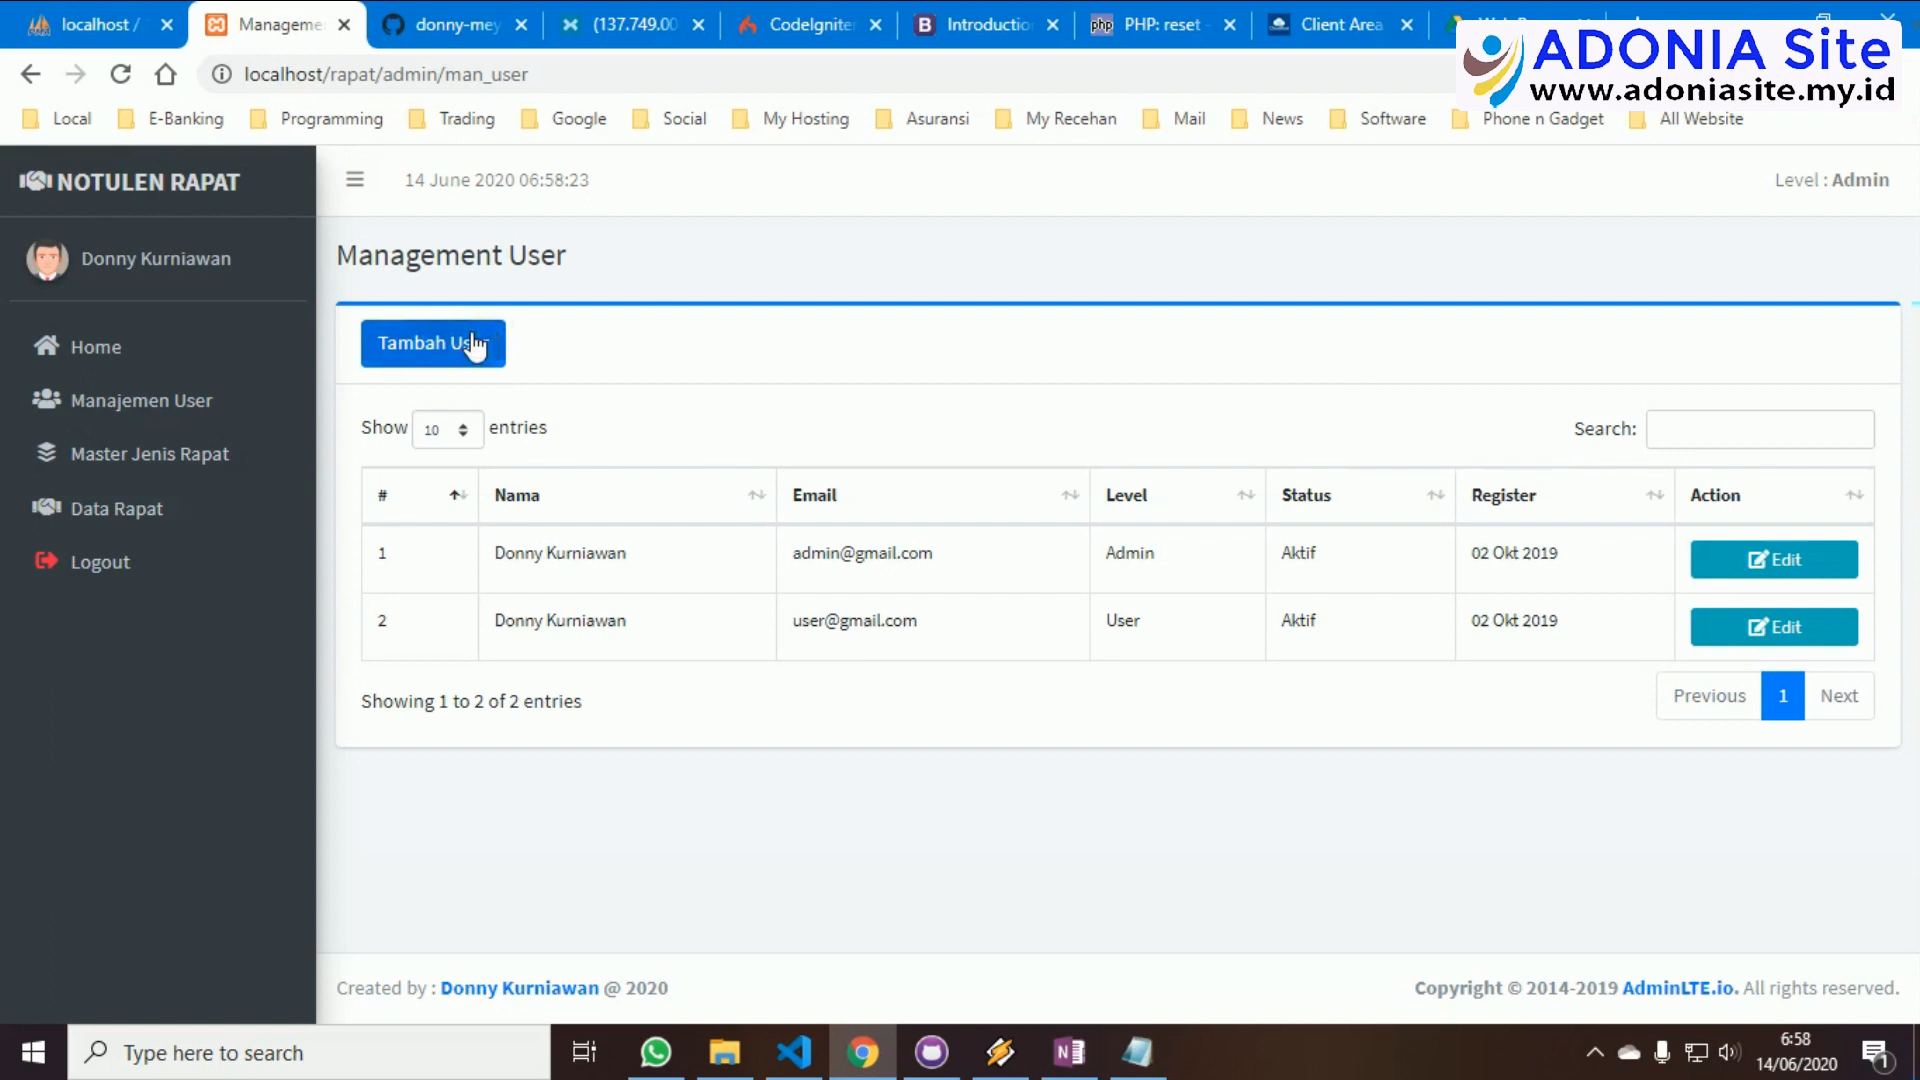 localhost /
Manageme
donny-mey
(137.749.00
CodeIgnite
Introductio
PHP: reset
Client Area
ADONIA Site
www.adoniasite.my.id
localhost/rapat/admin/man_user
Local
E-Banking
Programming
Trading
Google
Social
My Hosting
Asuransi
My Recehan
Mail
News
Software
Phone n Gadget
All Website
NOTULEN RAPAT
14 June 2020 06:58:23
Level : Admin
Donny Kurniawan
Management User
Home
Manajemen User
Master Jenis Rapat
Data Rapat
Logout
Tambah Us
Show 10 entries
Search:
# Nama Email Level Status Register Action
1 Donny Kurniawan admin@gmail.com Admin Aktif 02 Okt 2019 Edit
2 Donny Kurniawan user@gmail.com User Aktif 02 Okt 2019 Edit
Showing 1 to 2 of 2 entries
Previous 1 Next
Created by : Donny Kurniawan @ 2020
Copyright © 2014-2019 AdminLTE.io. All rights reserved.
Type here to search
6:58
14/06/2020
1